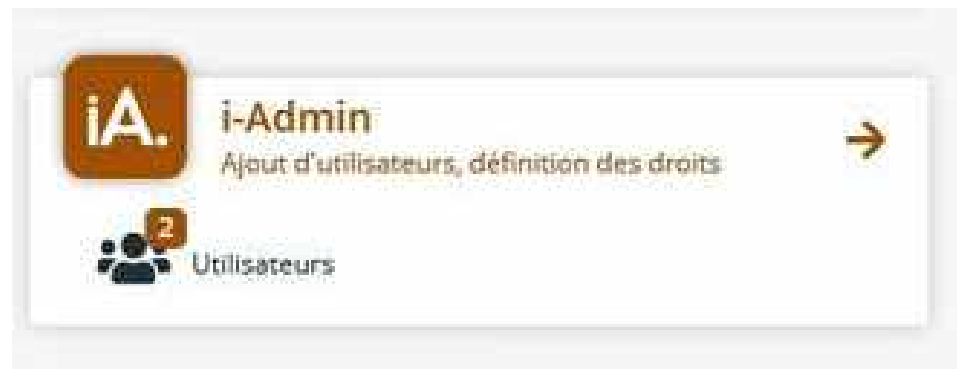 iA.
i-Admin
Ajout d'utilisateurs, définition des droits
2
Utilisateurs